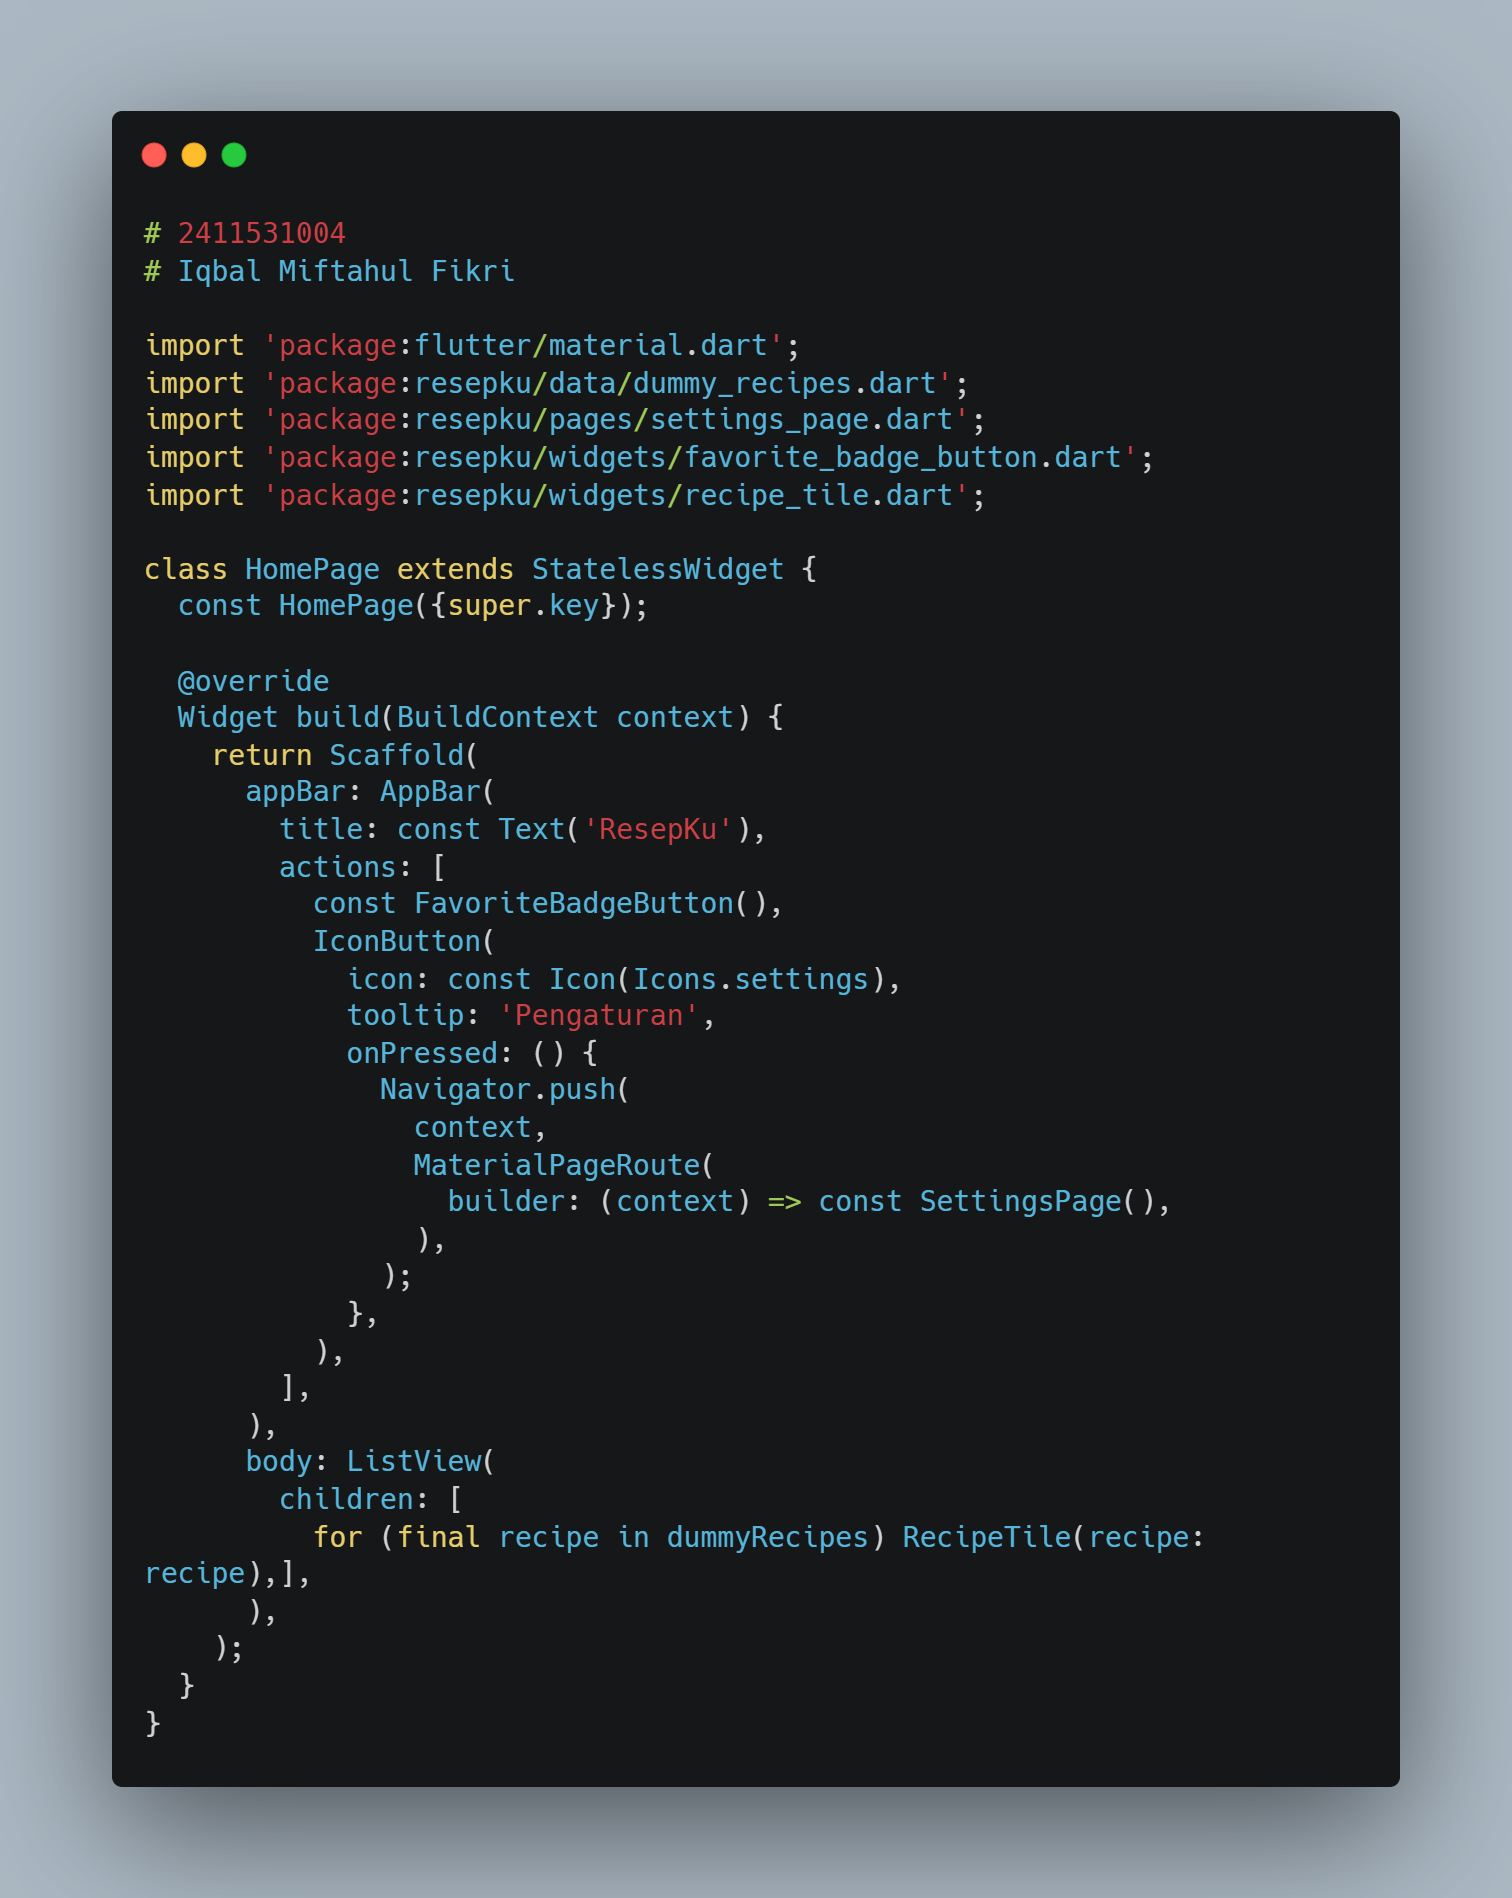 # 2411531004
# Iqbal Miftahul Fikri

import 'package:flutter/material.dart';
import 'package:resepku/data/dummy_recipes.dart';
import 'package:resepku/pages/settings_page.dart';
import 'package:resepku/widgets/favorite_badge_button.dart';
import 'package:resepku/widgets/recipe_tile.dart';

class HomePage extends StatelessWidget {
  const HomePage({super.key});

  @override
  Widget build(BuildContext context) {
    return Scaffold(
      appBar: AppBar(
        title: const Text('ResepKu'),
        actions: [
          const FavoriteBadgeButton(),
          IconButton(
            icon: const Icon(Icons.settings),
            tooltip: 'Pengaturan',
            onPressed: () {
              Navigator.push(
                context,
                MaterialPageRoute(
                  builder: (context) => const SettingsPage(),
                ),
              );
            },
          ),
        ],
      ),
      body: ListView(
        children: [
          for (final recipe in dummyRecipes) RecipeTile(recipe:
recipe),],
      ),
    );
  }
}